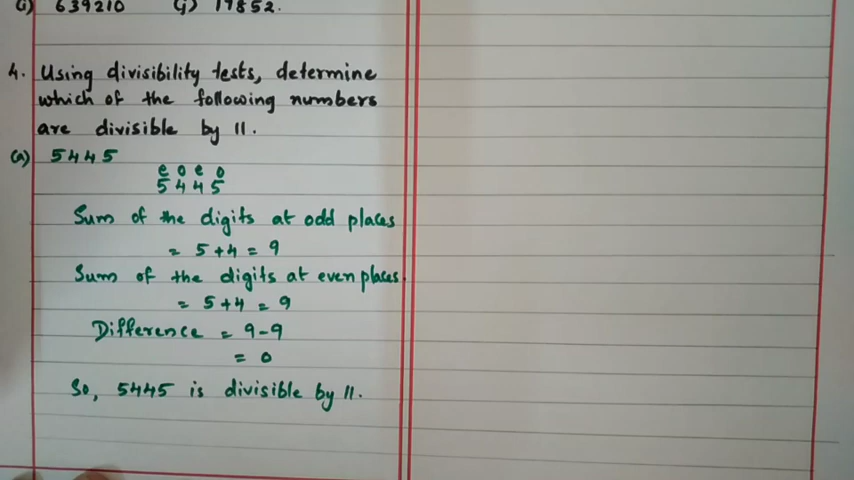 (i) 639210 (j) 17852.
4. Using divisibility tests, determine
which of the following numbers
are divisible by 11.
(a) 5445
e o e o
5 4 4 5
Sum of the digits at odd places
= 5+4 = 9
Sum of the digits at even places.
= 5+4 = 9
Difference = 9-9
= 0
So, 5445 is divisible by 11.